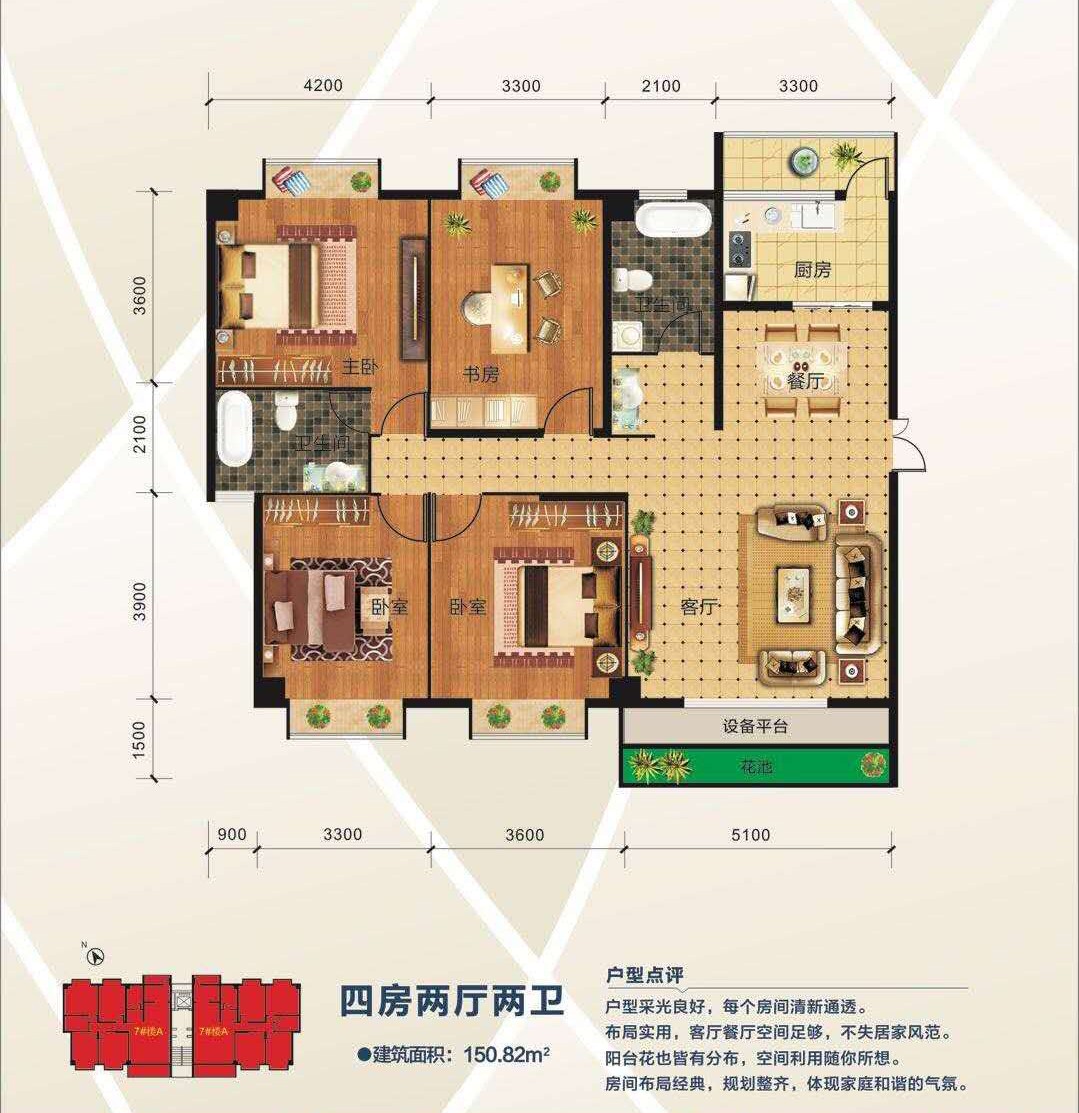 4200 3300 2100 3300
3600
2100
3900
1500
厨房
卫生间
主卧
书房
餐厅
卫生间
卧室 卧室 客厅
设备平台
花池
900 3300 3600 5100
N
7#楼A 7#楼A
四房两厅两卫
●建筑面积：150.82m²
户型点评
户型采光良好，每个房间清新通透。
布局实用，客厅餐厅空间足够，不失居家风范。
阳台花也皆有分布，空间利用随你所想。
房间布局经典，规划整齐，体现家庭和谐的气氛。